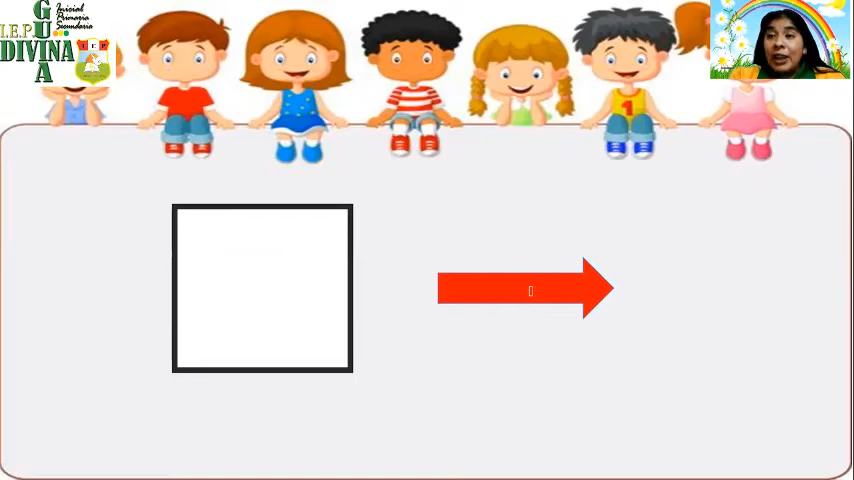 I.E.P.
GUIA
DIVINA
Inicial
Primaria
Secundaria
I E P
1